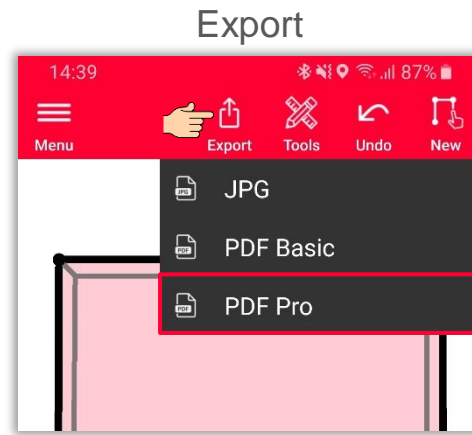 Export
14:39 87%
Menu Export Tools Undo New
JPG JPG
PDF PDF Basic
PDF PDF Pro